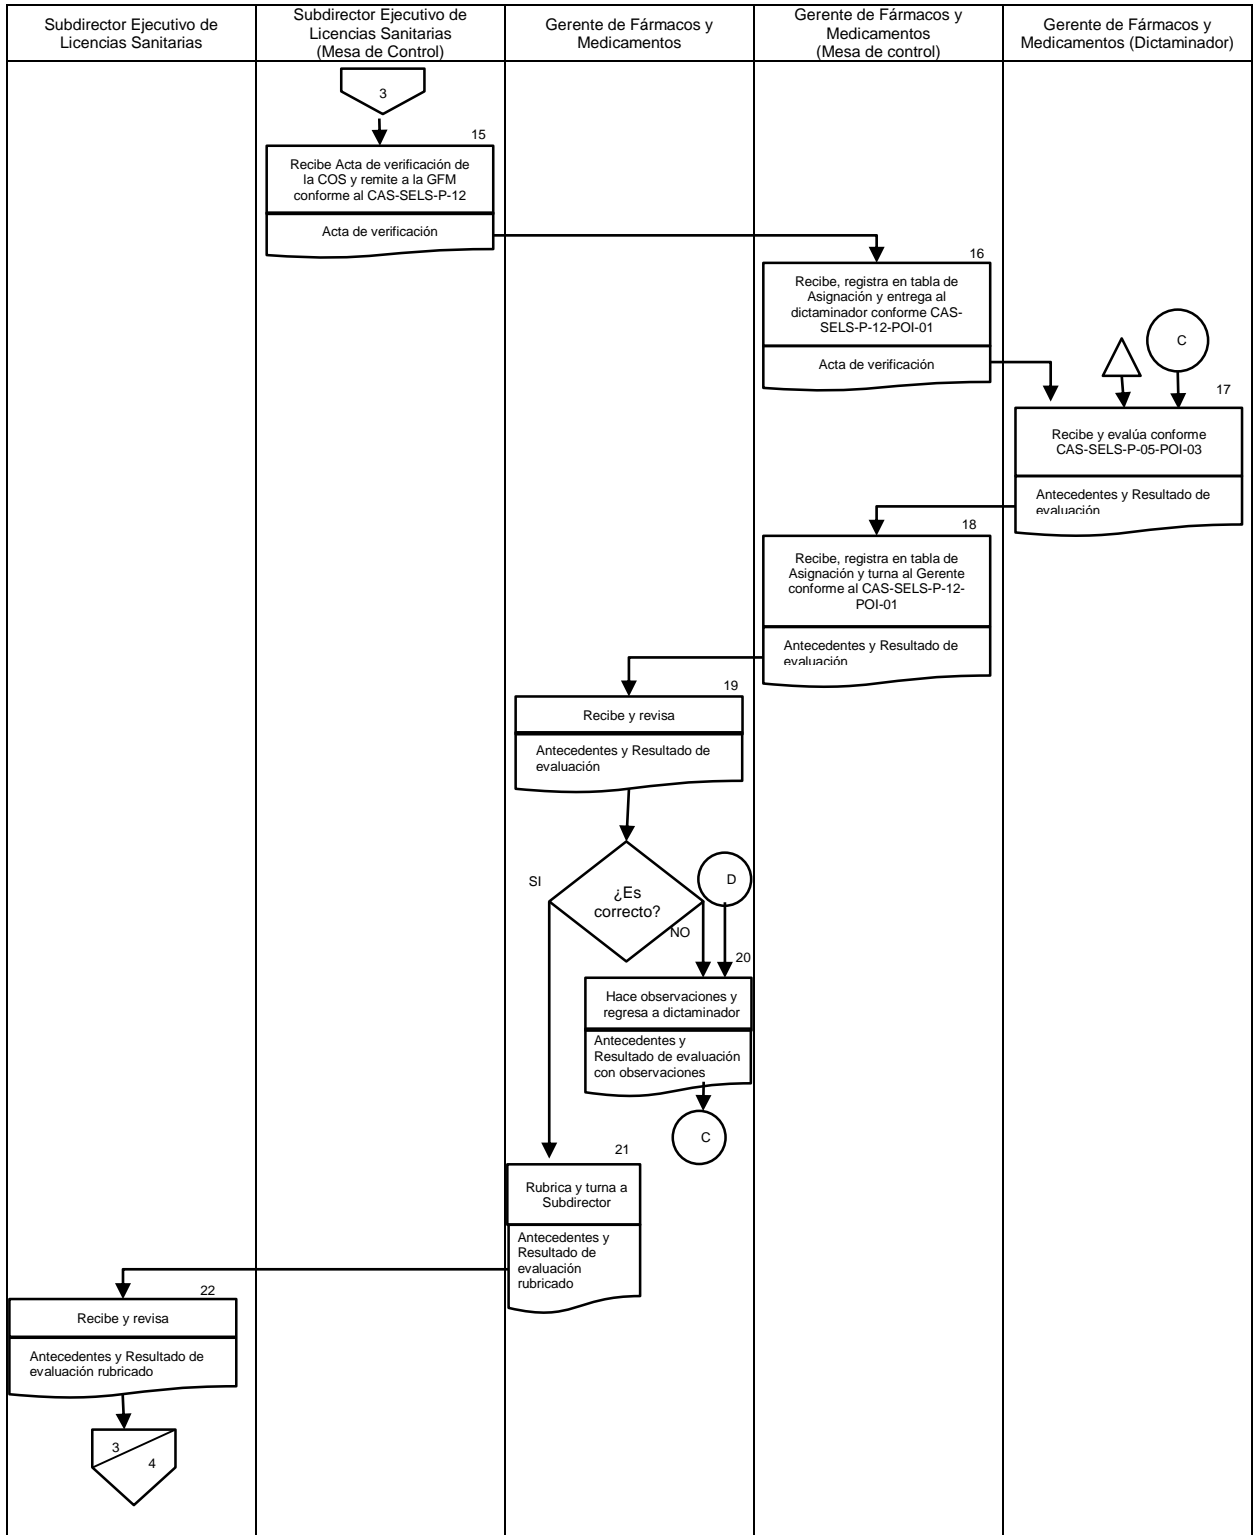 Subdirector Ejecutivo de
Licencias Sanitarias
Subdirector Ejecutivo de
Licencias Sanitarias
(Mesa de Control)
Gerente de Fármacos y
Medicamentos
Gerente de Fármacos y
Medicamentos
(Mesa de control)
Gerente de Fármacos y
Medicamentos (Dictaminador)
3
15
Recibe Acta de verificación de
la COS y remite a la GFM
conforme al CAS-SELS-P-12
Acta de verificación
16
Recibe, registra en tabla de
Asignación y entrega al
dictaminador conforme CAS-
SELS-P-12-POI-01
Acta de verificación
C
17
Recibe y evalúa conforme
CAS-SELS-P-05-POI-03
Antecedentes y Resultado de
evaluación
18
Recibe, registra en tabla de
Asignación y turna al Gerente
conforme al CAS-SELS-P-12-
POI-01
Antecedentes y Resultado de
evaluación
19
Recibe y revisa
Antecedentes y Resultado de
evaluación
¿Es
correcto?
SI
NO
D
20
Hace observaciones y
regresa a dictaminador
Antecedentes y
Resultado de evaluación
con observaciones
C
21
Rubrica y turna a
Subdirector
Antecedentes y
Resultado de
evaluación
rubricado
22
Recibe y revisa
Antecedentes y Resultado de
evaluación rubricado
3
4